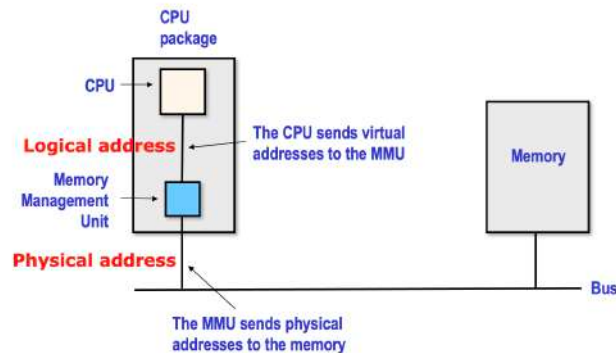 CPU
package
CPU
Logical address
The CPU sends virtual
addresses to the MMU
Memory
Memory
Management
Unit
Physical address
Bus
The MMU sends physical
addresses to the memory